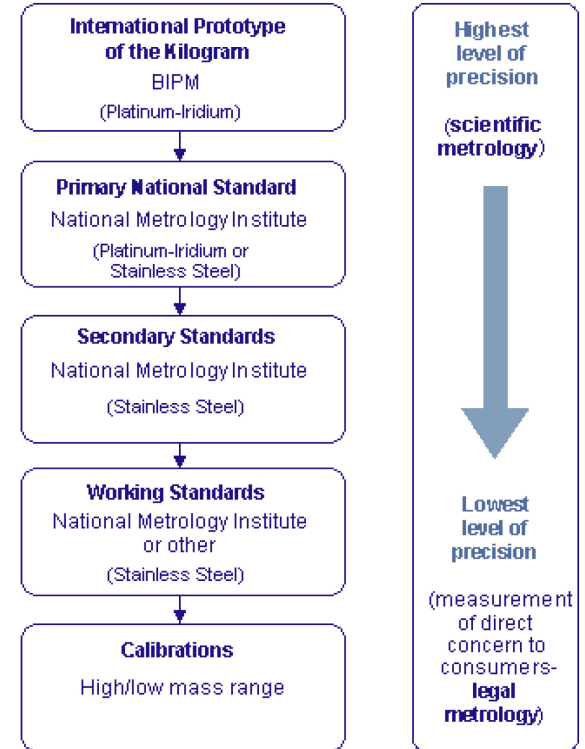 International Prototype
of the Kilogram
BIPM
(Platinum-Iridium)
Primary National Standard
National Metrology Institute
(Platinum-Iridium or
Stainless Steel)
Secondary Standards
National Metrology Institute
(Stainless Steel)
Working Standards
National Metrology Institute
or other
(Stainless Steel)
Calibrations
High/low mass range
Highest
level of
precision
(scientific
metrology)
Lowest
level of
precision
(measurement
of direct
concern to
consumers-
legal
metrology)